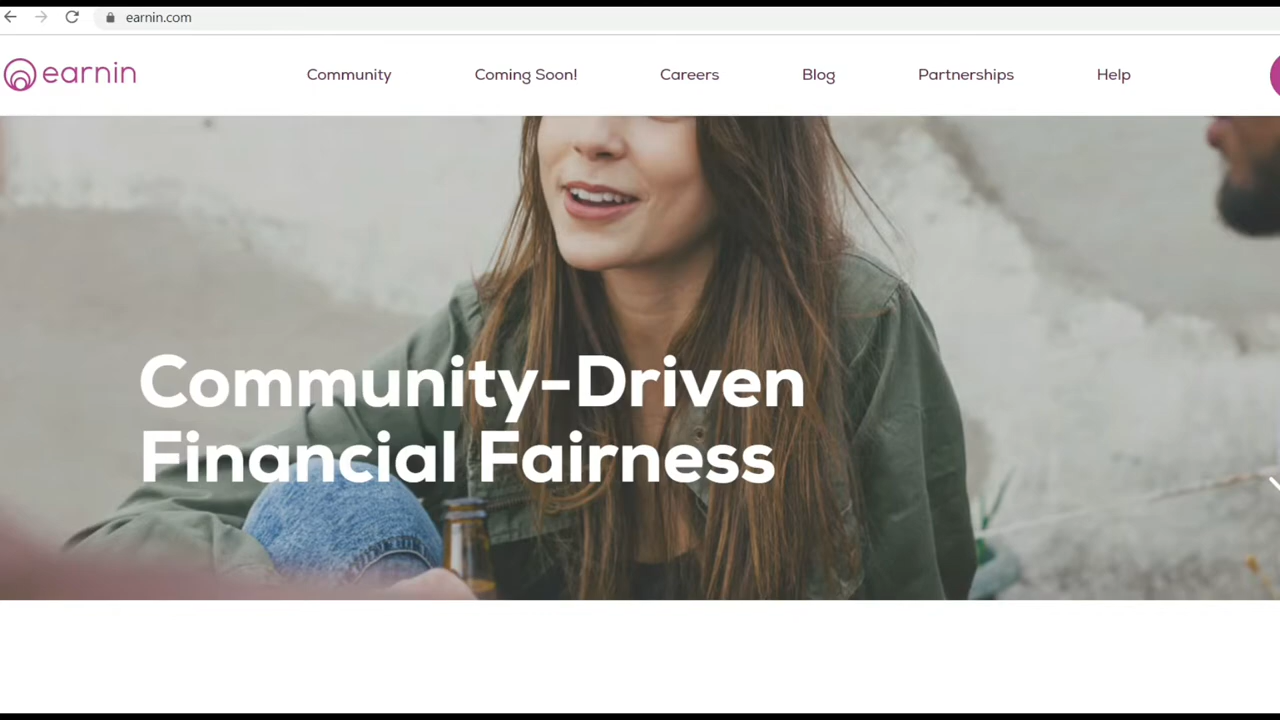 earnin.com
earnin
Community
Coming Soon!
Careers
Blog
Partnerships
Help
Community-Driven
Financial Fairness